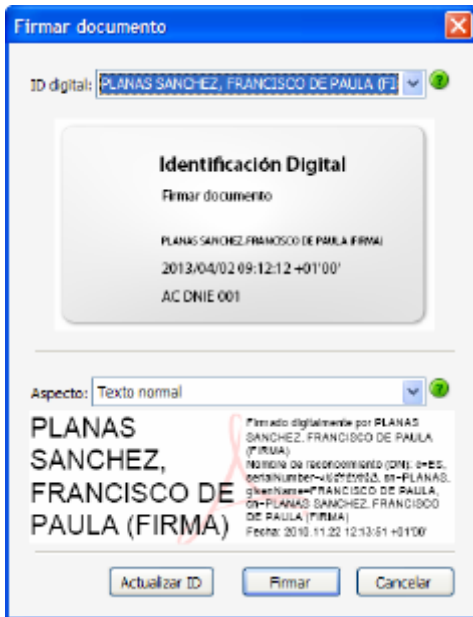 Firmar documento
ID digital: PLANAS SANCHEZ, FRANCISCO DE PAULA (FI
Identificación Digital
Firmar documento
PLANAS SANCHEZ,FRANCISCO DE PAULA (FIRMA)
2013/04/02 09:12:12 +01'00'
AC DNIE 001
Aspecto: Texto normal
PLANAS
SANCHEZ,
FRANCISCO DE
PAULA (FIRMA)
Firmado digitalmente por PLANAS
SANCHEZ, FRANCISCO DE PAULA
(FIRMA)
Nombre de reconocimiento (DN): c=ES,
serialNumber= sn=PLANAS,
givenName=FRANCISCO DE PAULA,
cn=PLANAS SANCHEZ, FRANCISCO
DE PAULA (FIRMA)
Fecha: 2010.11.22 12:13:51 +01'00'
Actualizar ID
Firmar
Cancelar